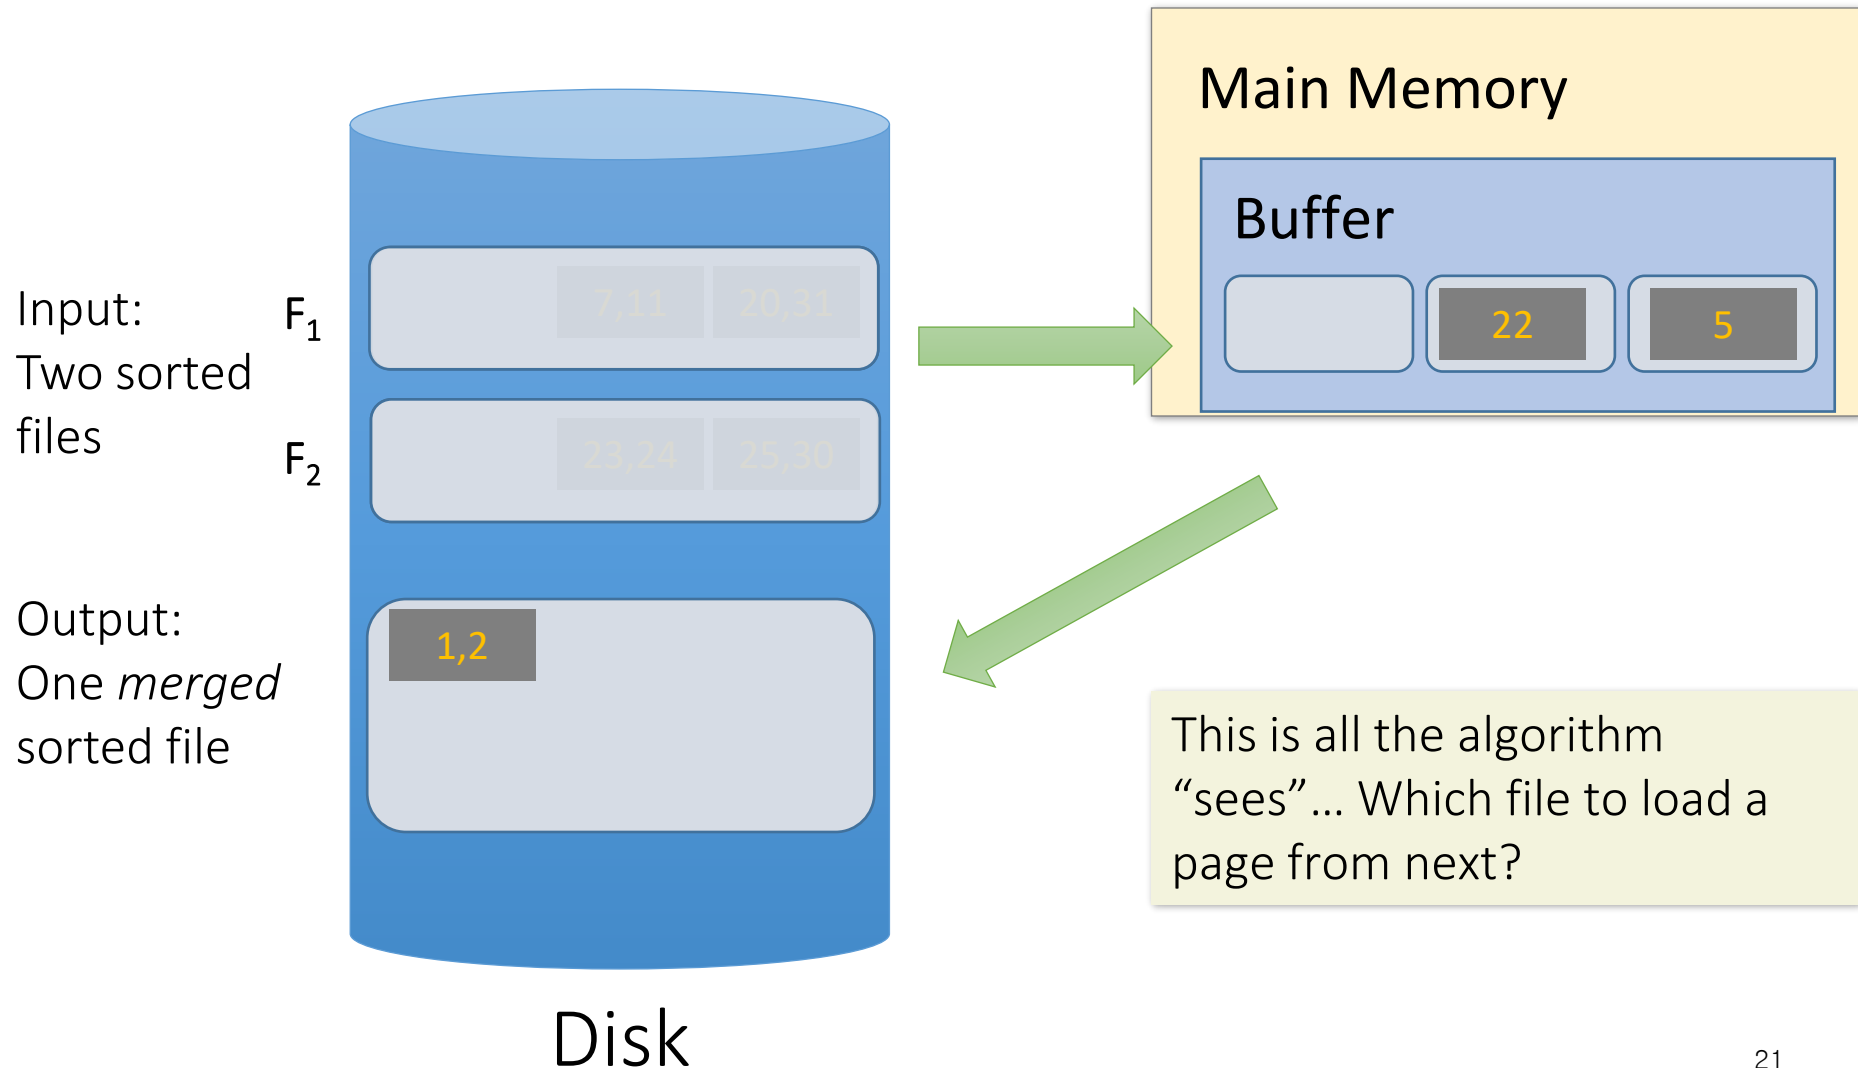 Main Memory
Buffer
22
5
Input:
Two sorted
files
F1
7,11
20,31
F2
23,24
25,30
Output:
One merged
sorted file
1,2
This is all the algorithm
“sees”… Which file to load a
page from next?
Disk
21